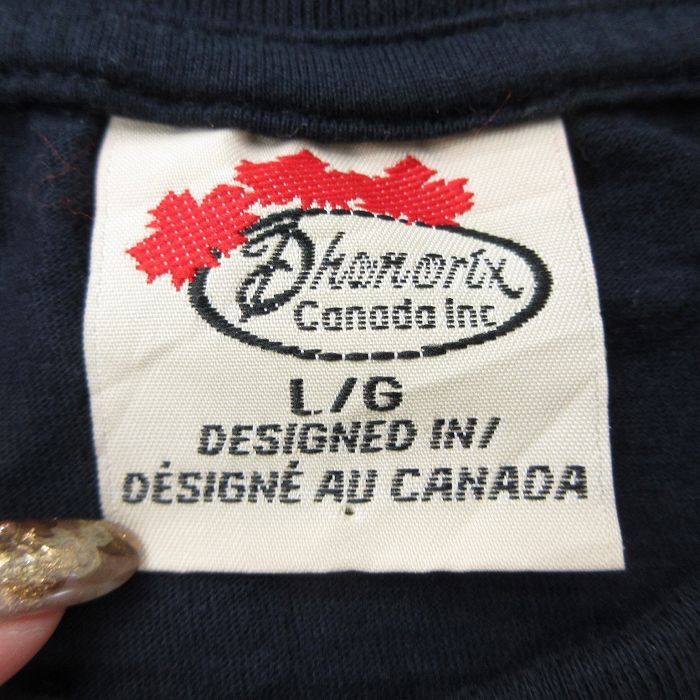 Dhonorix
Canada Inc
L/G
DESIGNED IN/
DÉSIGNÉ AU CANADA